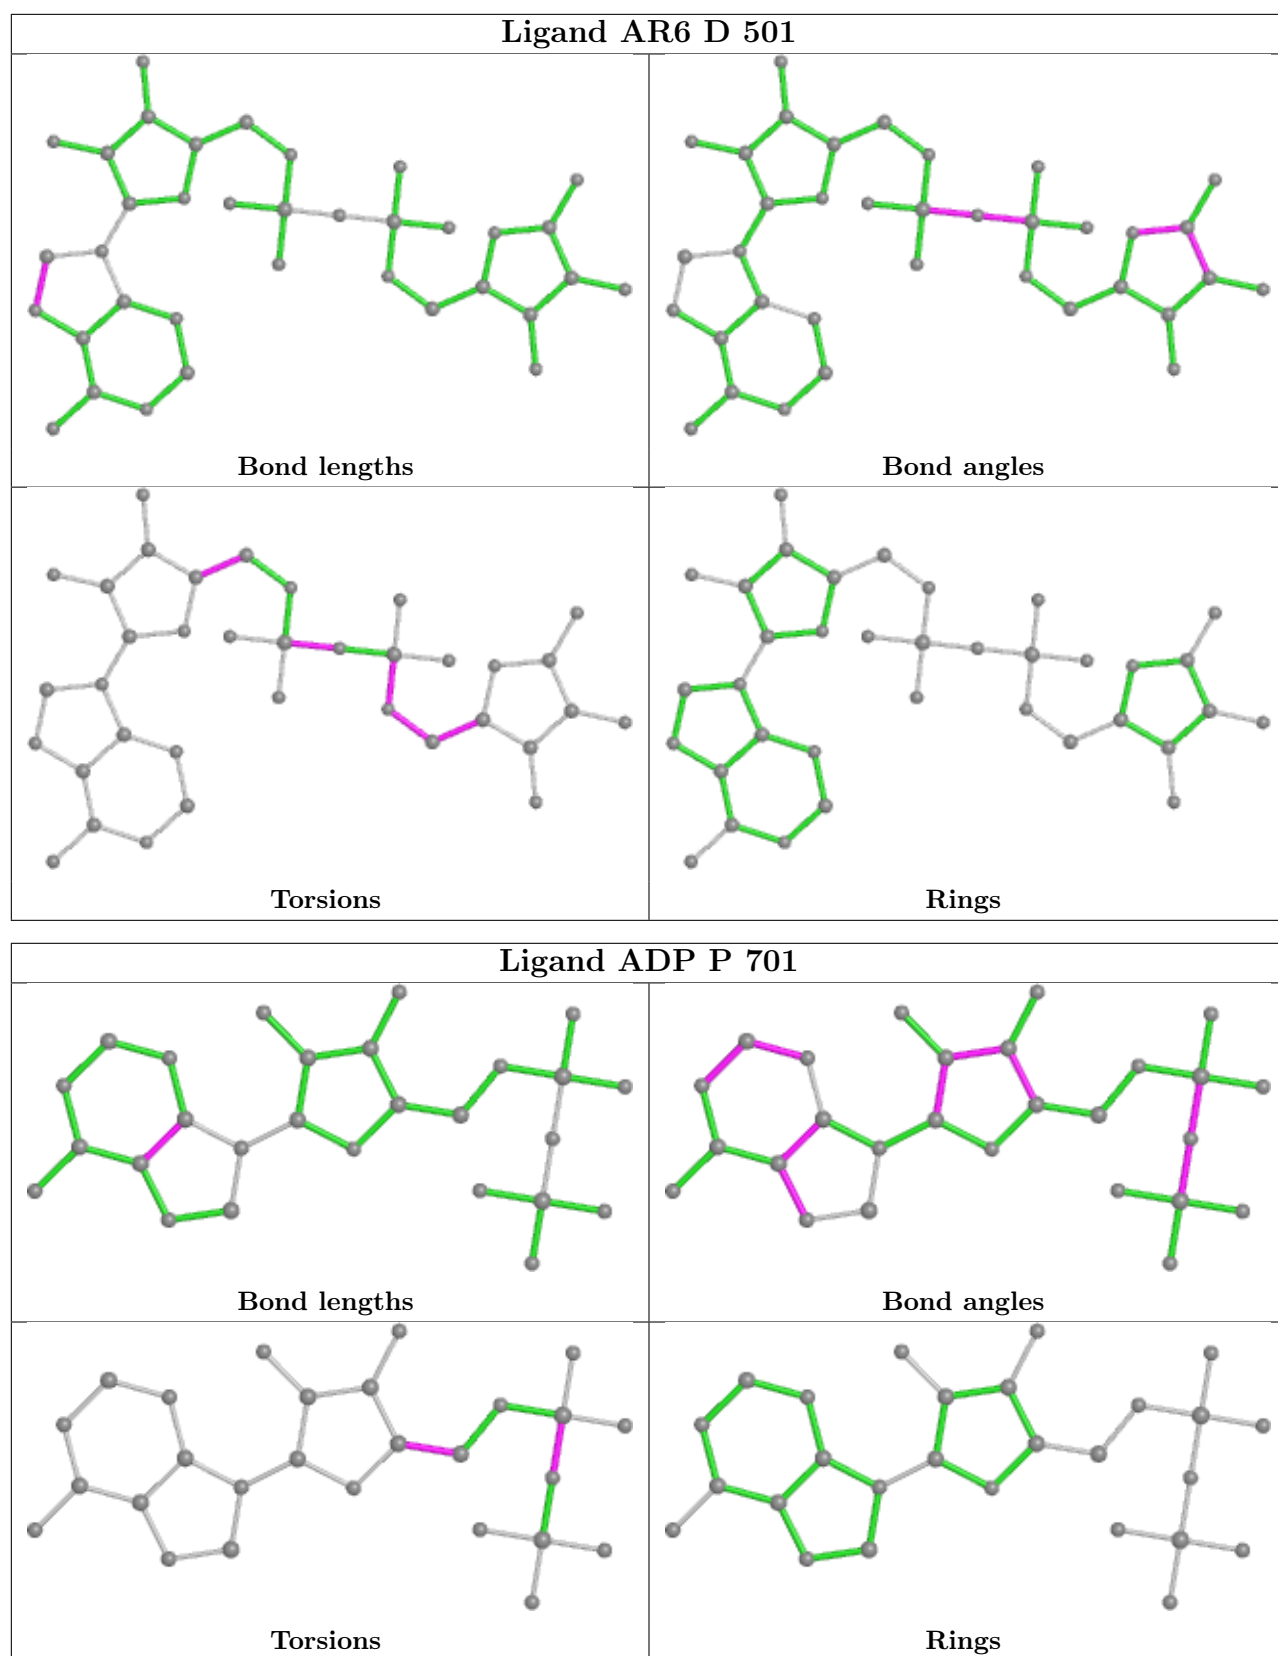 Ligand AR6 D 501
Bond lengths
Bond angles
Torsions
Rings
Ligand ADP P 701
Bond lengths
Bond angles
Torsions
Rings